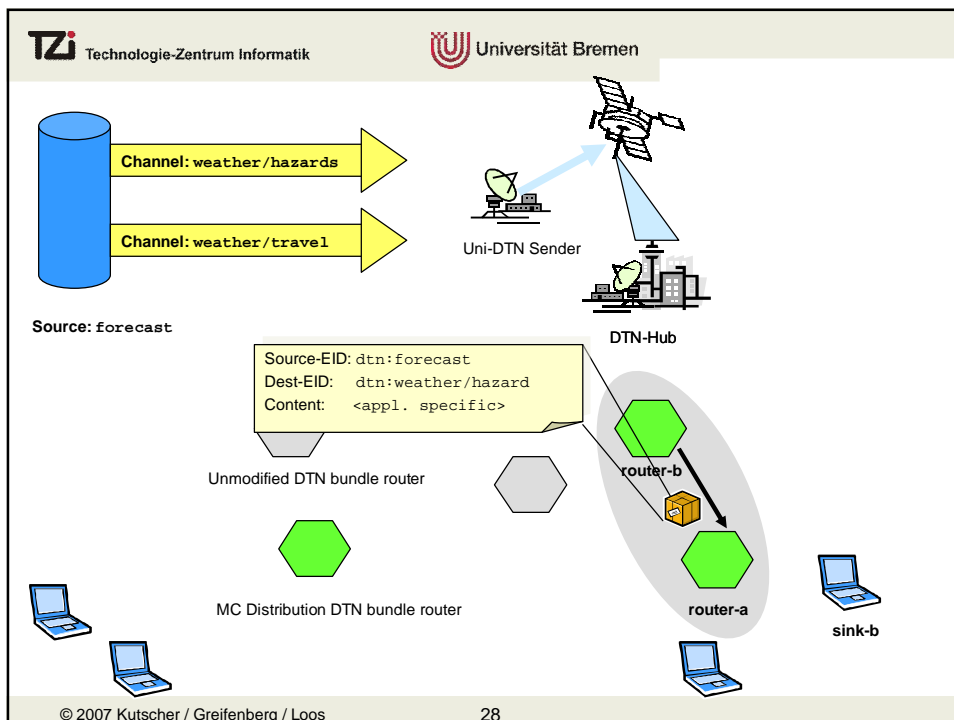 TZi Technologie-Zentrum Informatik
Universität Bremen
Channel: weather/hazards
Channel: weather/travel
Uni-DTN Sender
Source: forecast
DTN-Hub
Source-EID: dtn:forecast
Dest-EID: dtn:weather/hazard
Content: <appl. specific>
router-b
Unmodified DTN bundle router
MC Distribution DTN bundle router
router-a
sink-b
© 2007 Kutscher / Greifenberg / Loos
28